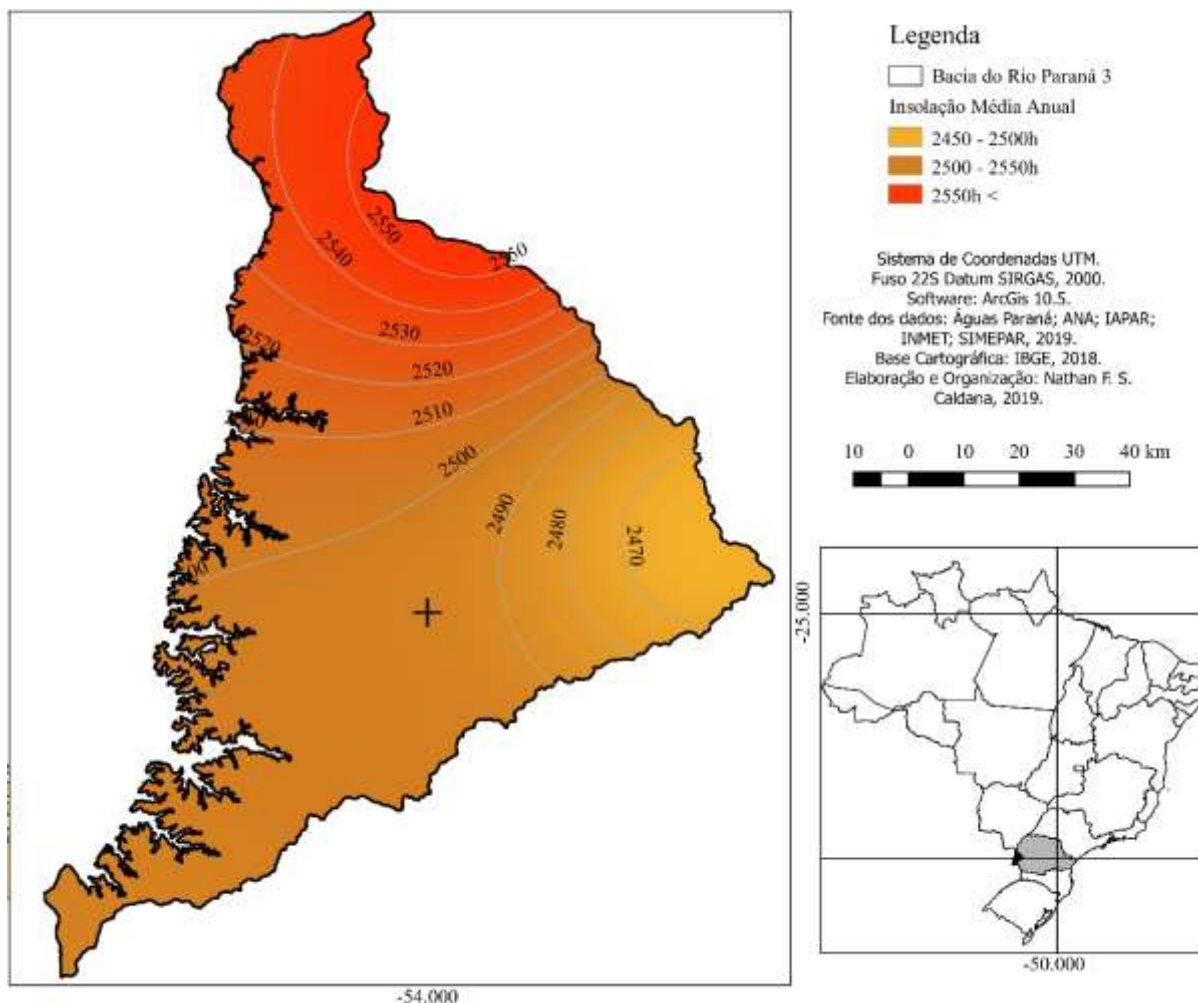 Legenda
Bacia do Rio Paraná 3
Insolação Média Anual
2450 - 2500h
2500 - 2550h
2550h <
Sistema de Coordenadas UTM.
Fuso 22S Datum SIRGAS, 2000.
Software: ArcGis 10.5.
Fonte dos dados: Águas Paraná; ANA; IAPAR;
INMET; SIMEPAR, 2019.
Base Cartográfica: IBGE, 2018.
Elaboração e Organização: Nathan F. S.
Caldana, 2019.
10 0 10 20 30 40 km
2550
2550
2540
2530
2520
2520
2510
2500
2490
2480
2470
-25.000
-50.000
-54.000